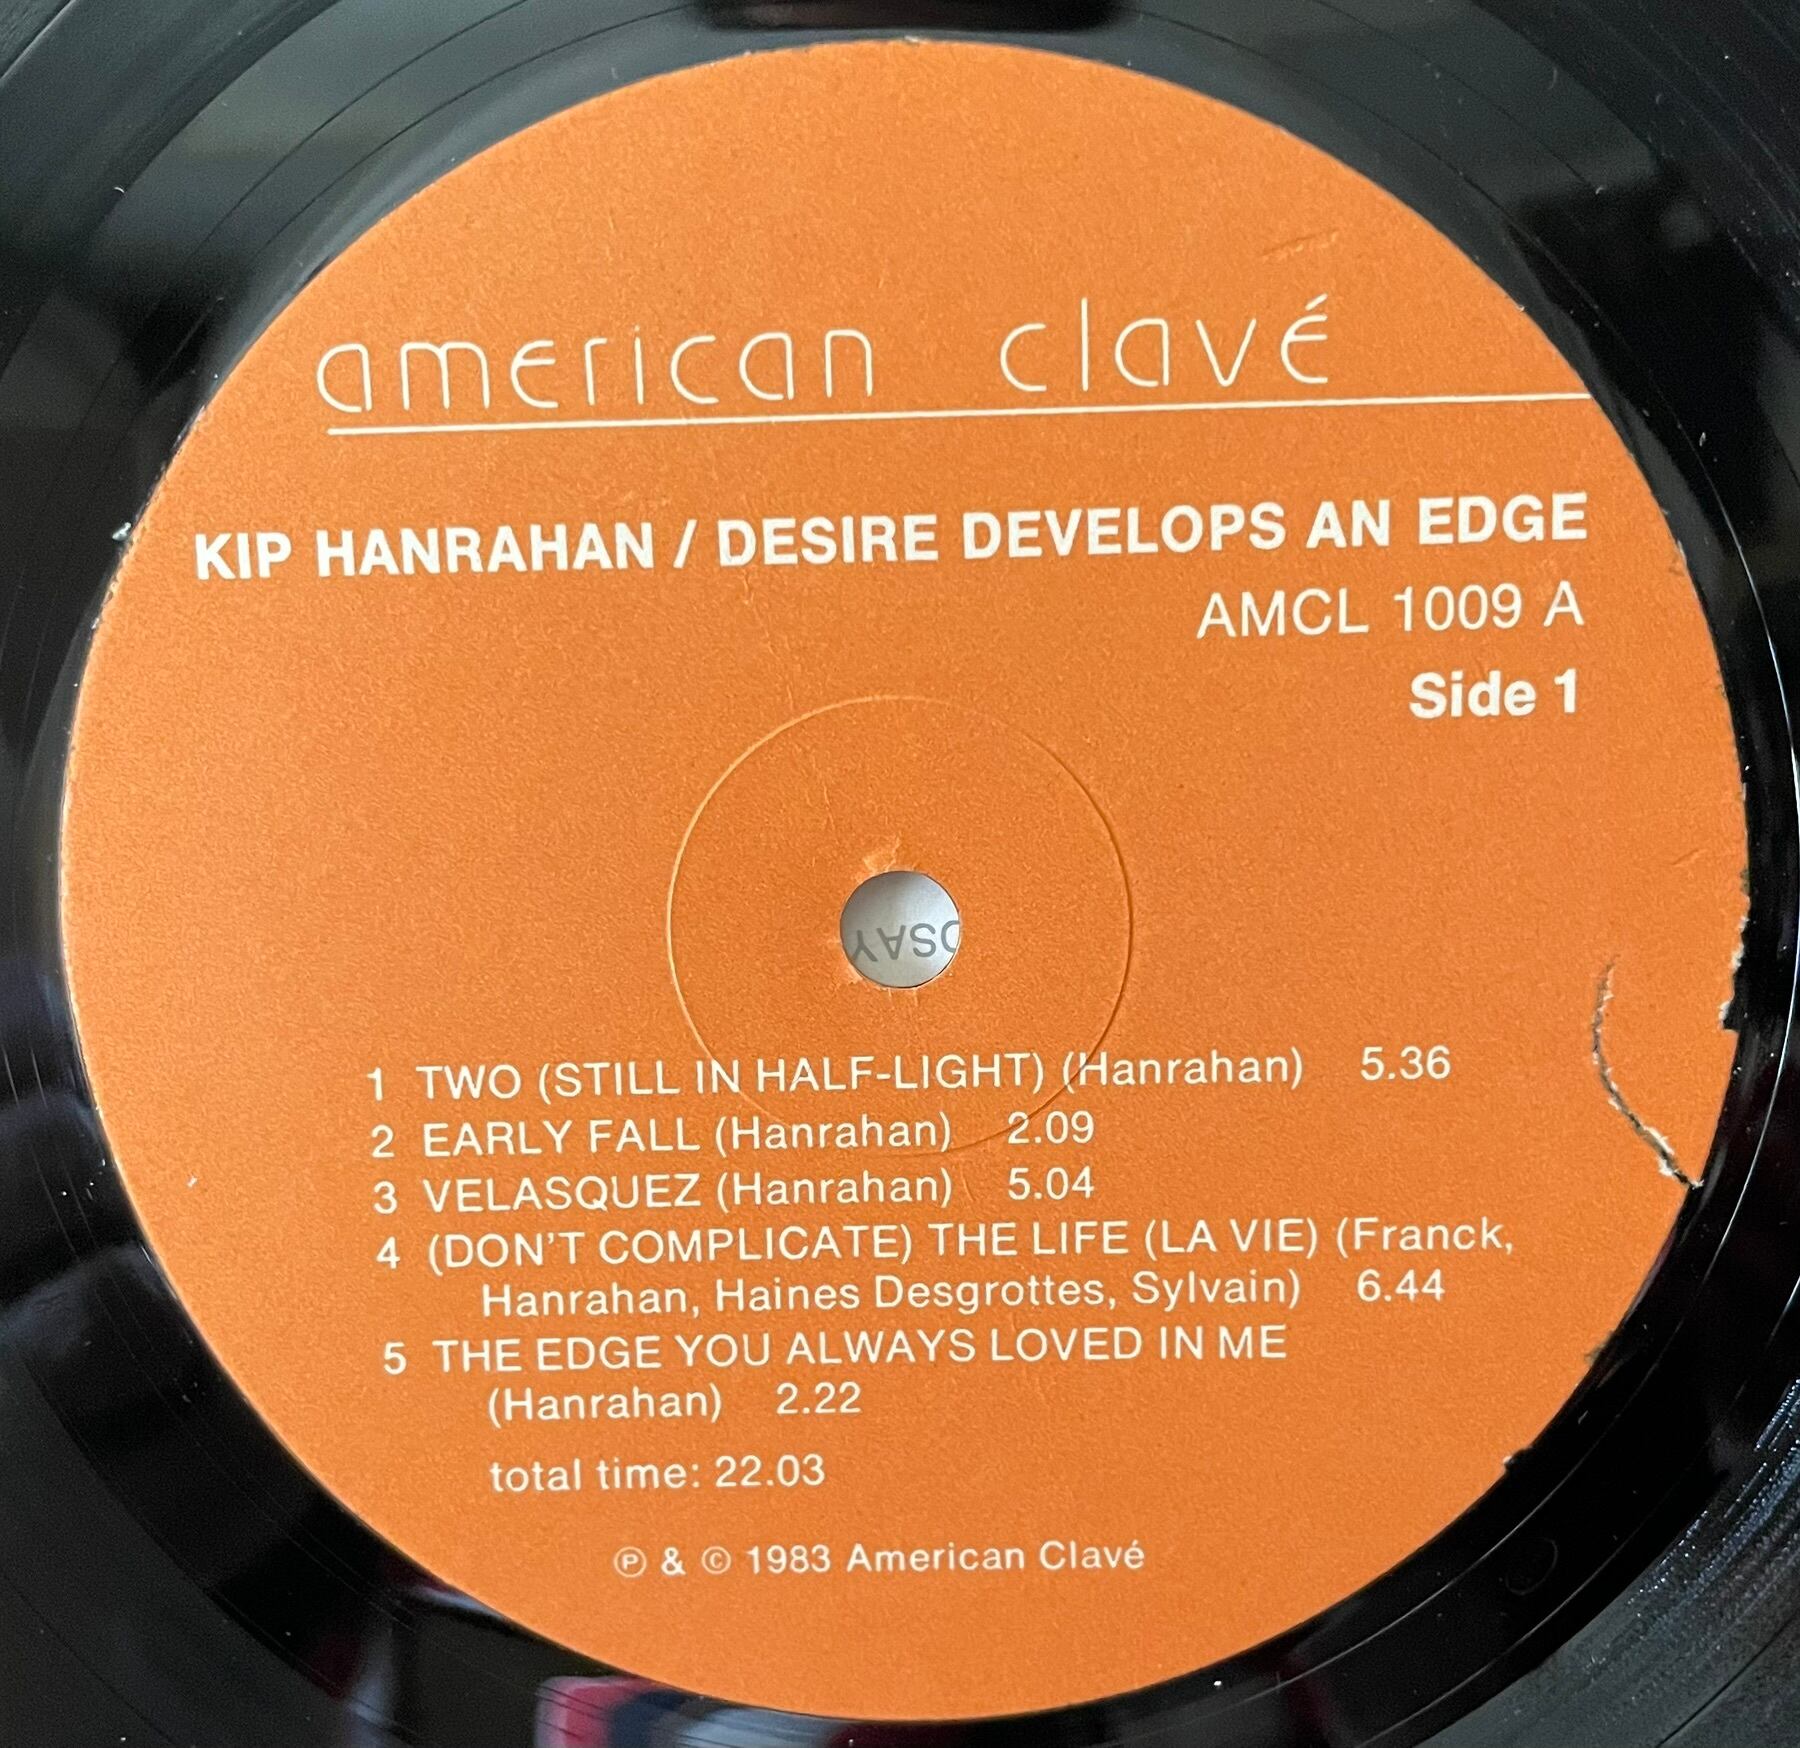 american clavé
KIP HANRAHAN / DESIRE DEVELOPS AN EDGE
AMCL 1009 A
Side 1
DSAY
1 TWO (STILL IN HALF-LIGHT) (Hanrahan) 5.36
2 EARLY FALL (Hanrahan) 2.09
3 VELASQUEZ (Hanrahan) 5.04
4 (DON'T COMPLICATE) THE LIFE (LA VIE) (Franck,
Hanrahan, Haines Desgrottes, Sylvain) 6.44
5 THE EDGE YOU ALWAYS LOVED IN ME
(Hanrahan) 2.22
total time: 22.03
℗ & © 1983 American Clavé